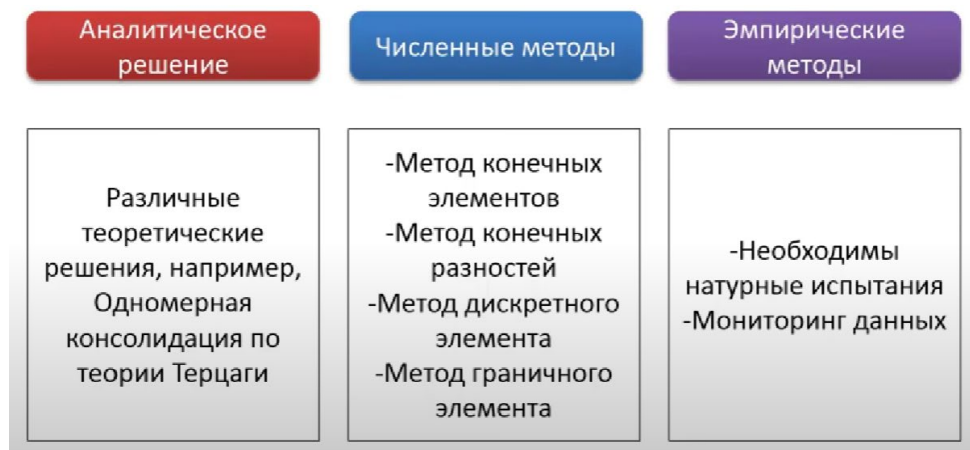 Аналитическое
решение
Численные методы
Эмпирические
методы
Различные
теоретические
решения, например,
Одномерная
консолидация по
теории Терцаги
-Метод конечных
элементов
-Метод конечных
разностей
-Метод дискретного
элемента
-Метод граничного
элемента
-Необходимы
натурные испытания
-Мониторинг данных